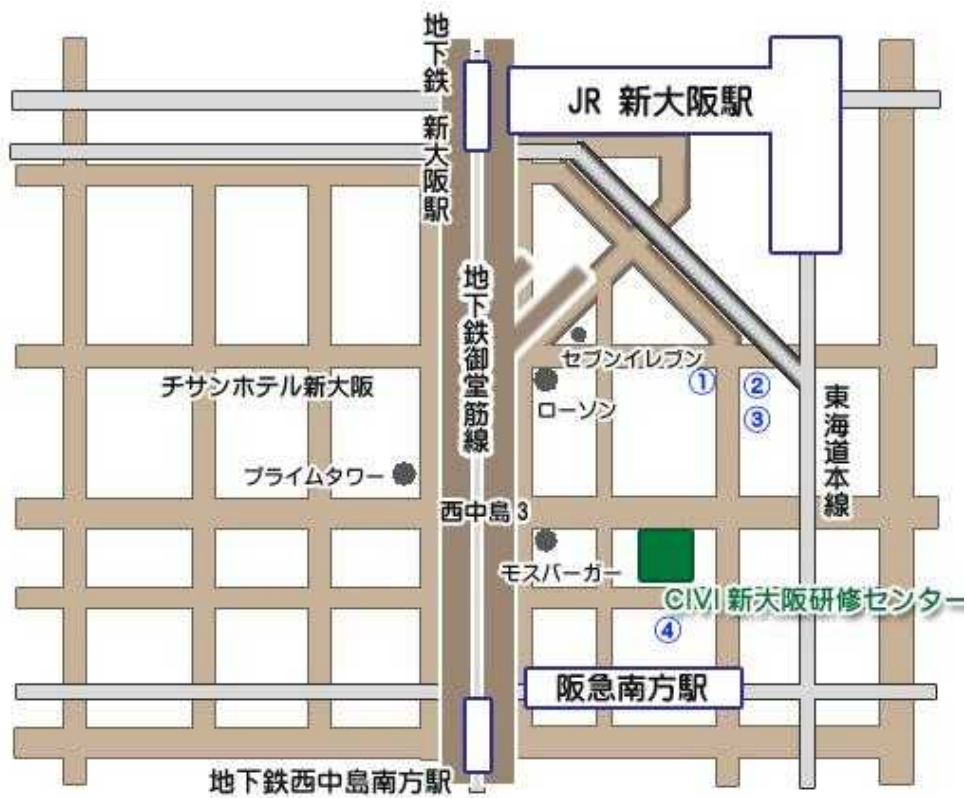 地下鉄 新大阪駅
JR 新大阪駅
地下鉄御堂筋線
セブンイレブン
チサンホテル新大阪
①
②
ローソン
③
東海道本線
プライムタワー
西中島 3
モスバーガー
CIVI 新大阪研修センター
④
阪急南方駅
地下鉄西中島南方駅